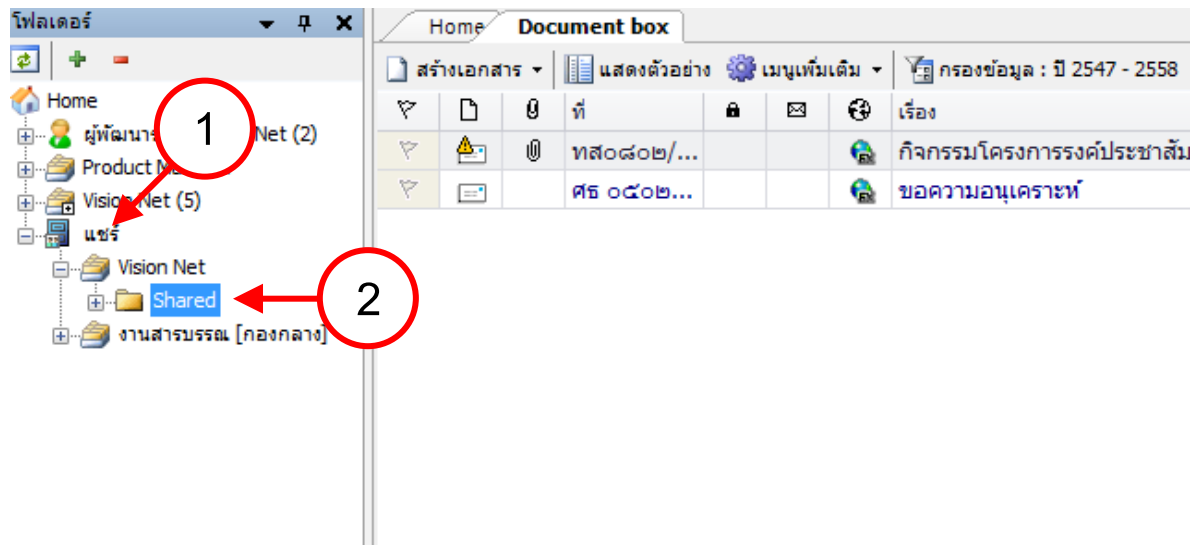 โฟลเดอร์
Home
ผู้พัฒนาร Net (2)
1
Product
Vision Net (5)
แชร์
Vision Net
Shared
2
งานสารบรรณ [กองกลาง]
Home Document box
สร้างเอกสาร แสดงตัวอย่าง เมนูเพิ่มเติม กรองข้อมูล : ปี 2547 - 2558
ที่ เรื่อง
ทส๐๘๐๒/... กิจกรรมโครงการรงค์ประชาสัม
ศธ ๐๕๐๒... ขอความอนุเคราะห์